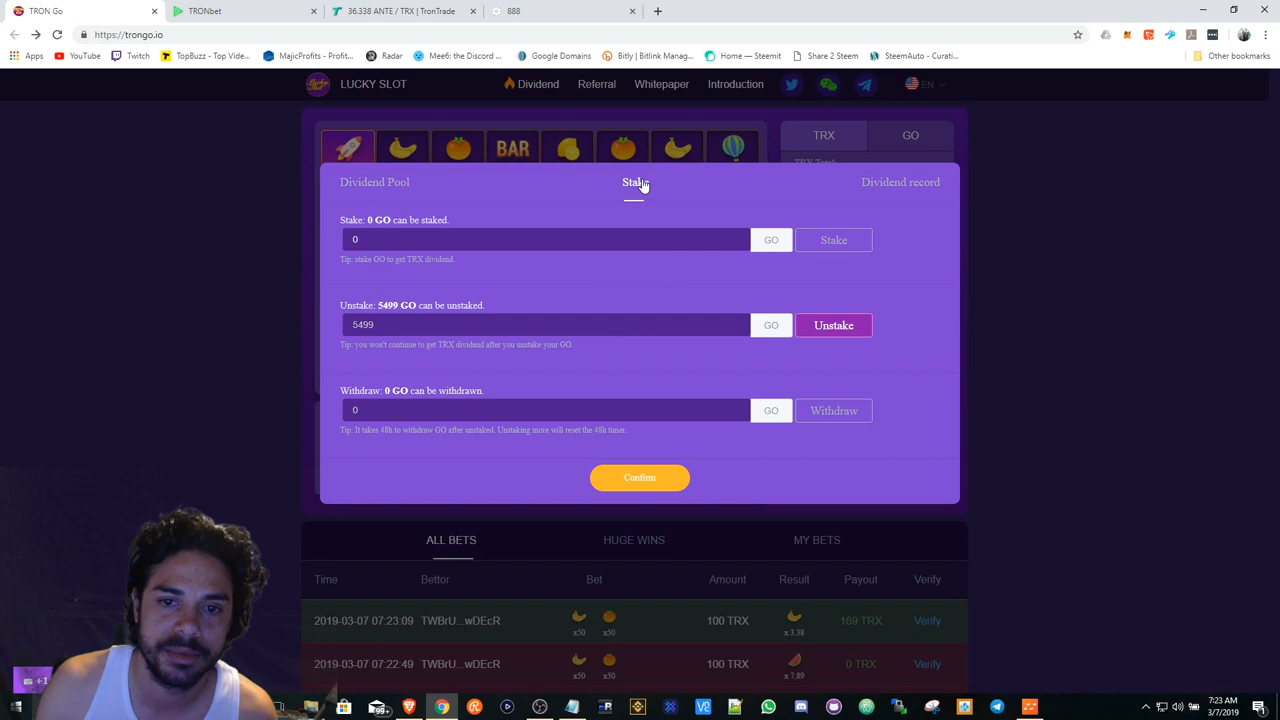 TRON Go
TRONbet
36.338 ANTE / TRX | TronTrade
888
https://trongo.io
Apps
YouTube
Twitch
TopBuzz - Top Vide...
MajicProfits - Profit...
Radar
Mee6: the Discord ...
Google Domains
Bitly | Bitlink Manag...
Home — Steemit
Share 2 Steem
SteemAuto - Curati...
Other bookmarks
LUCKY SLOT
Dividend
Referral
Whitepaper
Introduction
EN
BAR
TRX
GO
TRX Total:
Dividend Pool
Stake
Dividend record
Stake: 0 GO can be staked.
0
GO
Stake
Tip: stake GO to get TRX dividend.
Unstake: 5499 GO can be unstaked.
5499
GO
Unstake
Tip: you won't continue to get TRX dividend after you unstake your GO.
Withdraw: 0 GO can be withdrawn.
0
GO
Withdraw
Tip: It takes 48h to withdraw GO after unstaked. Unstaking more will reset the 48h timer.
Confirm
ALL BETS
HUGE WINS
MY BETS
Time
Bettor
Bet
Amount
Result
Payout
Verify
2019-03-07 07:23:09
TWBrU...wDEcR
x50
x50
100 TRX
x 3.38
169 TRX
Verify
2019-03-07 07:22:49
TWBrU...wDEcR
x50
x50
100 TRX
x 7.89
0 TRX
Verify
+1
99+
7:23 AM
3/7/2019